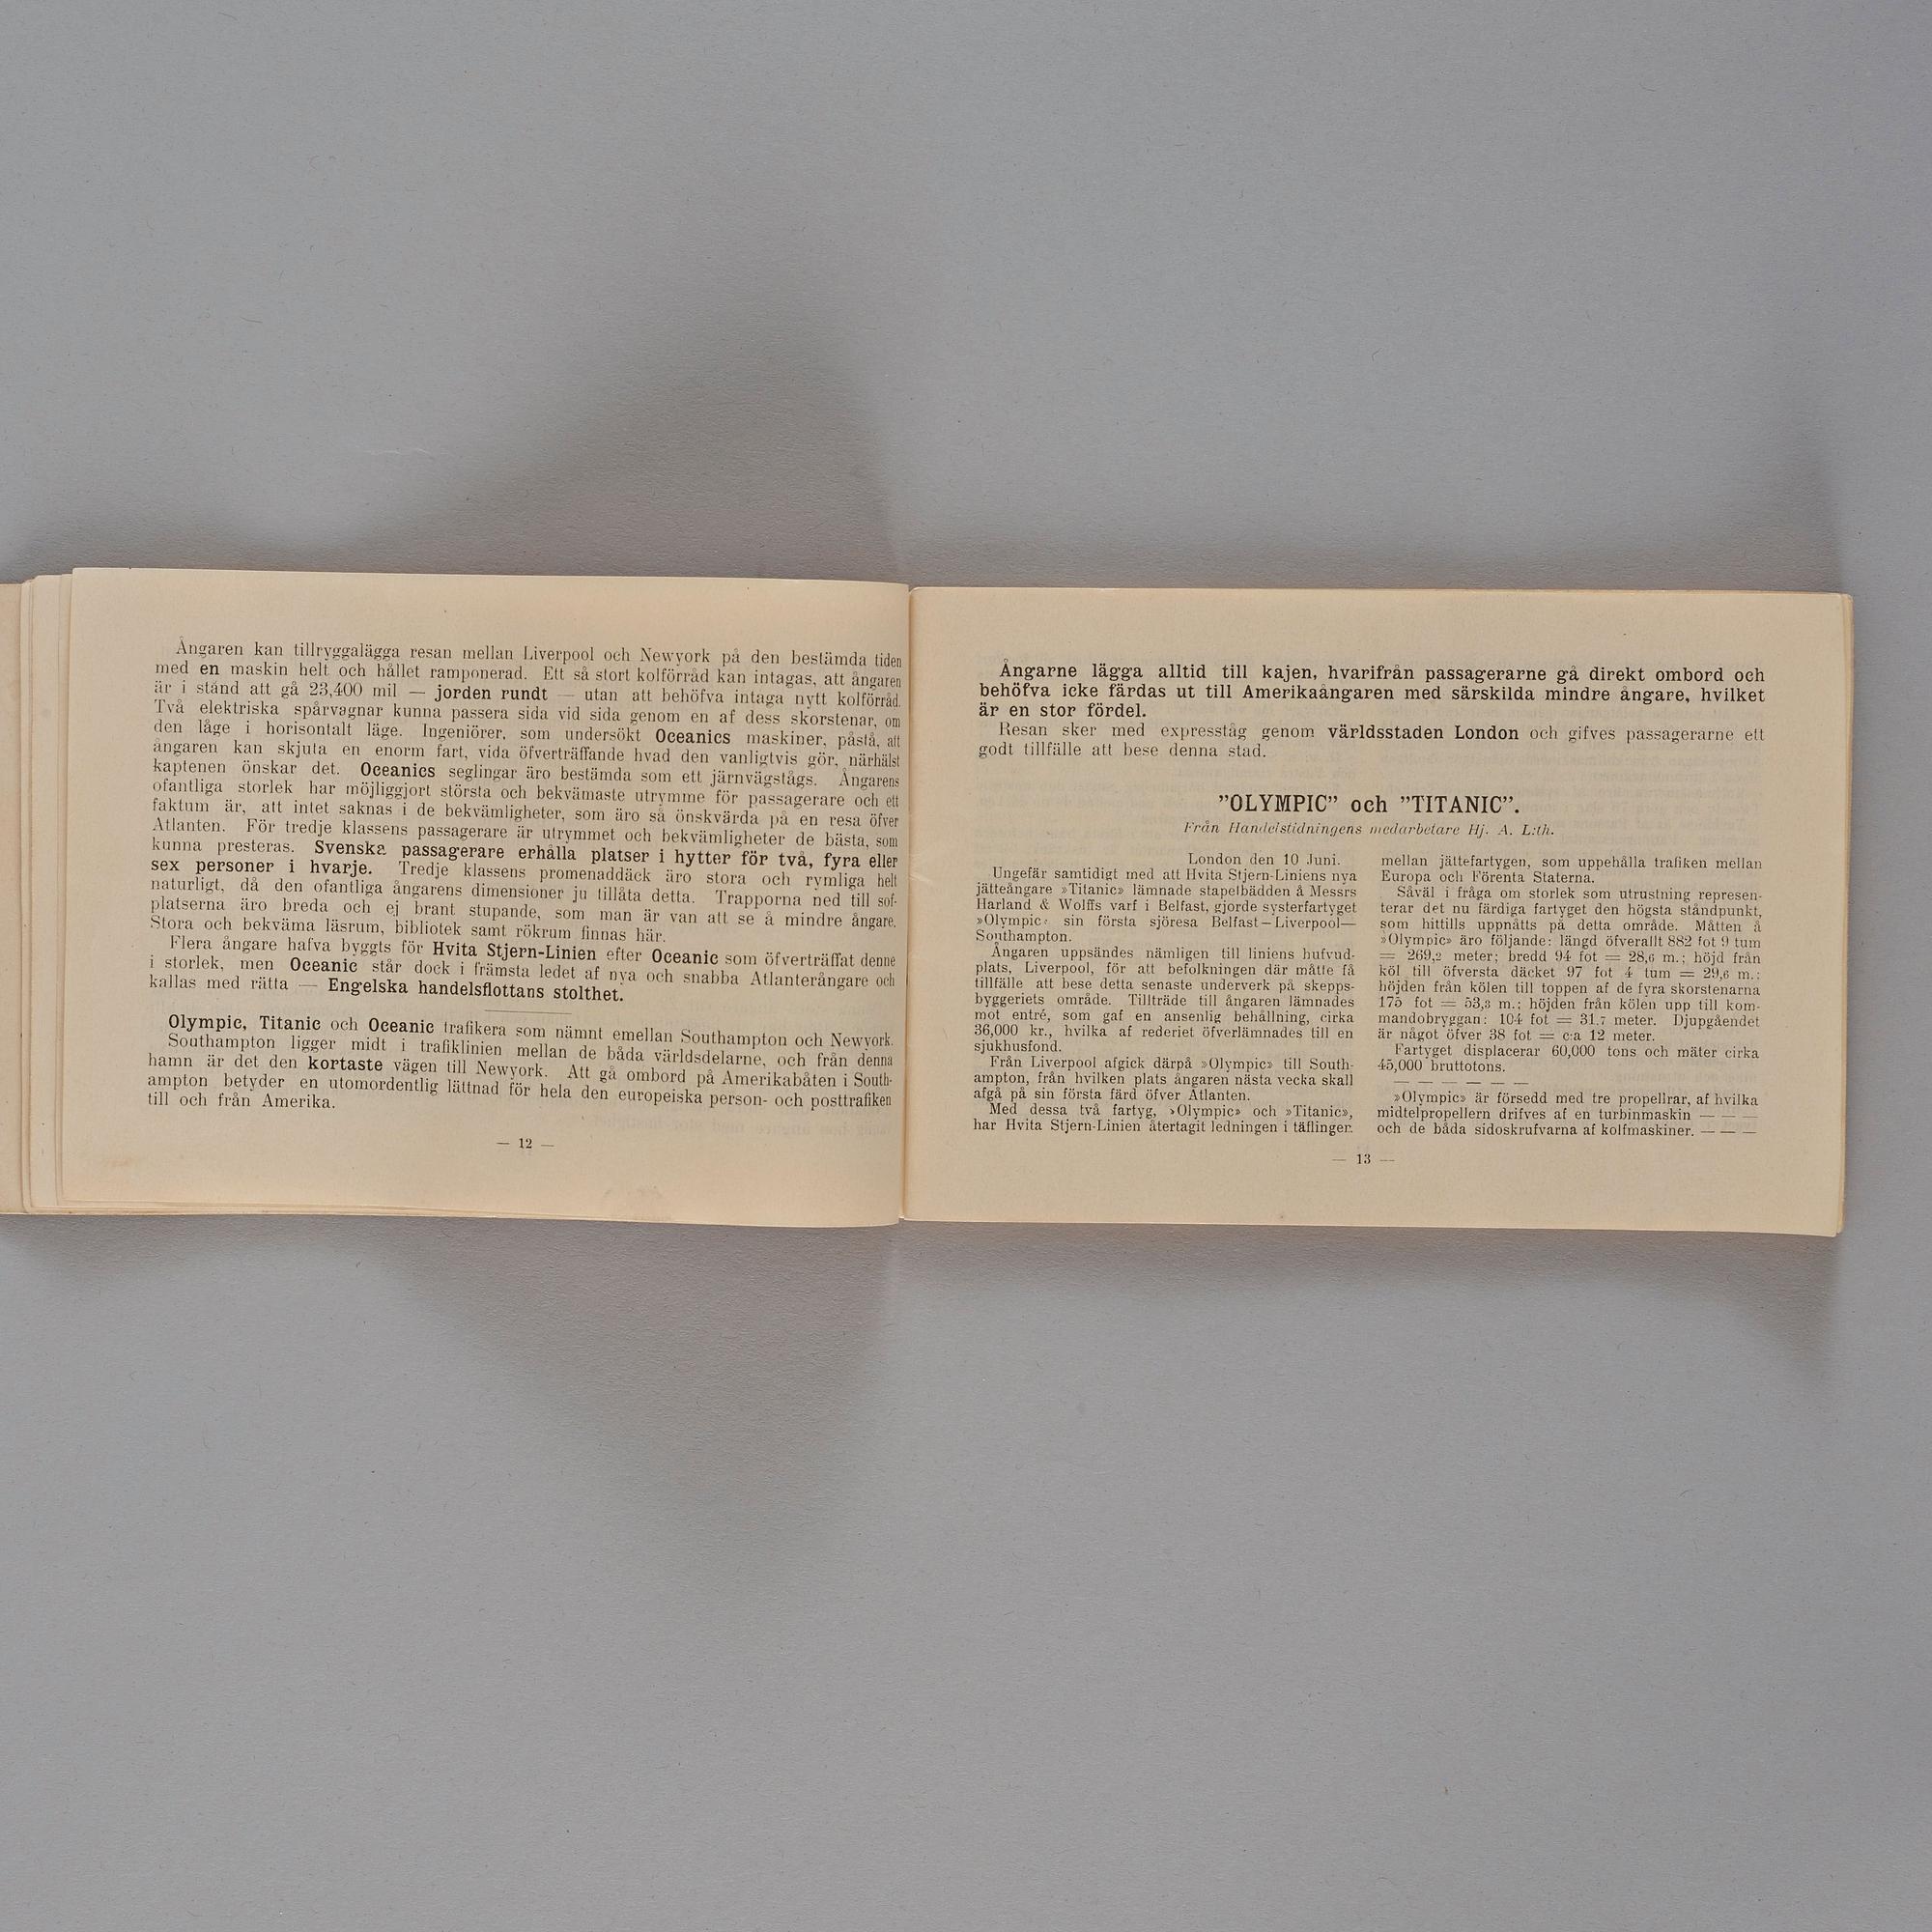 Ångaren kan tillryggalägga resan mellan Liverpool och Newyork på den bestämda tiden
med en maskin helt och hållet ramponerad. Ett så stort kolförråd kan intagas, att ångaren
är i stånd att gå 23,400 mil — jorden rundt — utan att behöfva intaga nytt kolförråd.
Två elektriska spårvagnar kunna passera sida vid sida genom en af dess skorstenar, om
den låge i horisontalt läge. Ingeniörer, som undersökt Oceanics maskiner, påstå, att
ångaren kan skjuta en enorm fart, vida öfverträffande hvad den vanligtvis gör, närhälst
kaptenen önskar det. Oceanics seglingar äro bestämda som ett järnvägstågs. Ångarens
ofantliga storlek har möjliggjort största och bekvämaste utrymme för passagerare och ett
faktum är, att intet saknas i de bekvämligheter, som äro så önskvärda på en resa öfver
Atlanten. För tredje klassens passagerare är utrymmet och bekvämligheter de bästa, som
kunna presteras. Svenska passagerare erhålla platser i hytter för två, fyra eller
sex personer i hvarje. Tredje klassens promenaddäck äro stora och rymliga helt
naturligt, då den ofantliga ångarens dimensioner ju tillåta detta. Trapporna ned till sof-
platserna äro breda och ej brant stupande, som man är van att se å mindre ångare.
Stora och bekväma läsrum, bibliotek samt rökrum finnas här.
Flera ångare hafva byggts för Hvita Stjern-Linien efter Oceanic som öfverträffat denne
i storlek, men Oceanic står dock i främsta ledet af nya och snabba Atlanterångare och
kallas med rätta — Engelska handelsflottans stolthet.
Olympic, Titanic och Oceanic trafikera som nämnt emellan Southampton och Newyork.
Southampton ligger midt i trafiklinien mellan de båda världsdelarne, och från denna
hamn är det den kortaste vägen till Newyork. Att gå ombord på Amerikabåten i South-
ampton betyder en utomordentlig lättnad för hela den europeiska person- och posttrafiken
till och från Amerika.
— 12 —
Ångarne lägga alltid till kajen, hvarifrån passagerarne gå direkt ombord och
behöfva icke färdas ut till Amerikaångaren med särskilda mindre ångare, hvilket
är en stor fördel.
Resan sker med expresståg genom världsstaden London och gifves passagerarne ett
godt tillfälle att bese denna stad.
”OLYMPIC” och ”TITANIC”.
Från Handelstidningens medarbetare Hj. A. L:th.
London den 10 Juni.
Ungefär samtidigt med att Hvita Stjern-Liniens nya
jätteångare »Titanic» lämnade stapelbädden å Messrs
Harland & Wolffs varf i Belfast, gjorde systerfartyget
»Olympic» sin första sjöresa Belfast—Liverpool—
Southampton.
Ångaren uppsändes nämligen till liniens hufvud-
plats, Liverpool, för att befolkningen där måtte få
tillfälle att bese detta senaste underverk på skepps-
byggeriets område. Tillträde till ångaren lämnades
mot entré, som gaf en ansenlig behållning, cirka
36,000 kr., hvilka af rederiet öfverlämnades till en
sjukhusfond.
Från Liverpool afgick därpå »Olympic» till South-
ampton, från hvilken plats ångaren nästa vecka skall
afgå på sin första färd öfver Atlanten.
Med dessa två fartyg, »Olympic» och »Titanic»,
har Hvita Stjern-Linien återtagit ledningen i täflingen
mellan jättefartygen, som uppehålla trafiken mellan
Europa och Förenta Staterna.
Såväl i fråga om storlek som utrustning represen-
terar det nu färdiga fartyget den högsta ståndpunkt,
som hittills uppnåtts på detta område. Måtten å
»Olympic» äro följande: längd öfverallt 882 fot 9 tum
= 269,2 meter; bredd 94 fot = 28,6 m.; höjd från
köl till öfversta däcket 97 fot 4 tum = 29,6 m.;
höjden från kölen till toppen af de fyra skorstenarna
175 fot = 53,3 m.; höjden från kölen upp till kom-
mandobryggan: 104 fot = 31.7 meter. Djupgåendet
är något öfver 38 fot = c:a 12 meter.
Fartyget displacerar 60,000 tons och mäter cirka
45,000 bruttotons.
— — — — — —
»Olympic» är försedd med tre propellrar, af hvilka
midtelpropellern drifves af en turbinmaskin — — —
och de båda sidoskrufvarna af kolfmaskiner. — — —
— 13 —